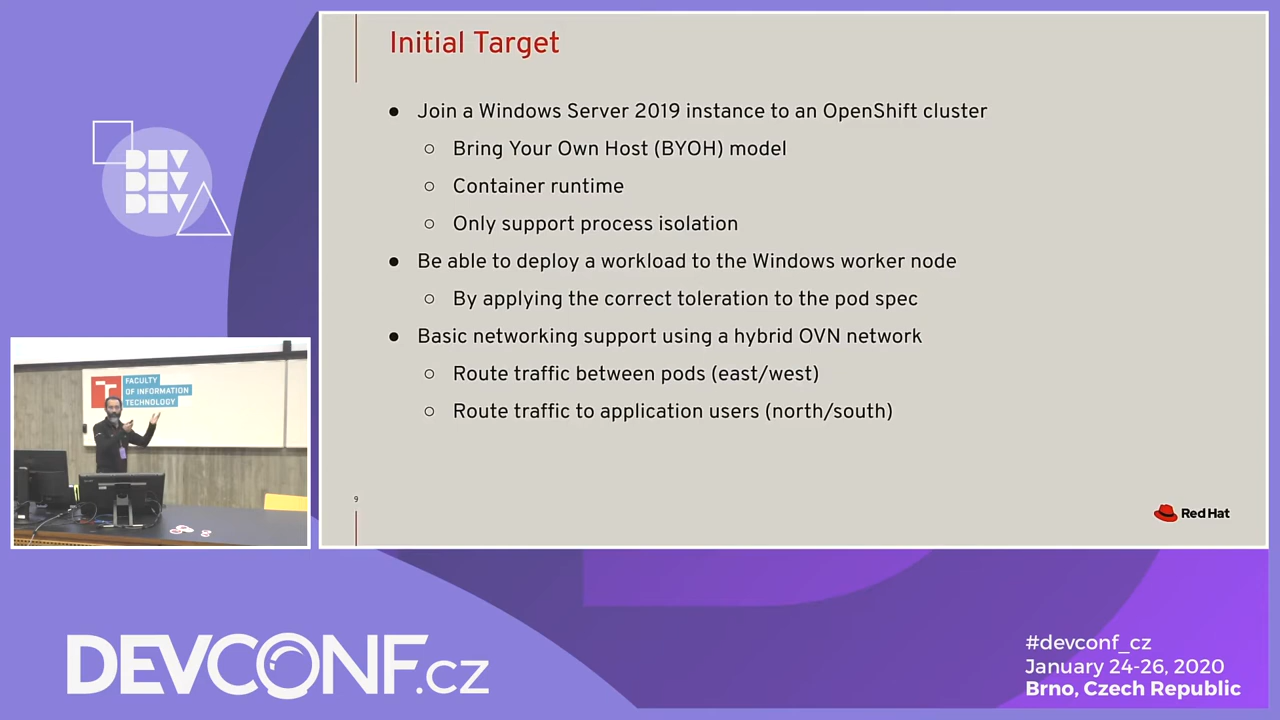 Initial Target
● Join a Windows Server 2019 instance to an OpenShift cluster
○ Bring Your Own Host (BYOH) model
○ Container runtime
○ Only support process isolation
● Be able to deploy a workload to the Windows worker node
○ By applying the correct toleration to the pod spec
● Basic networking support using a hybrid OVN network
○ Route traffic between pods (east/west)
○ Route traffic to application users (north/south)
9
Red Hat
DEV
DEV
DEV
FACULTY
OF INFORMATION
TECHNOLOGY
DEVCONF.cz
#devconf_cz
January 24-26, 2020
Brno, Czech Republic